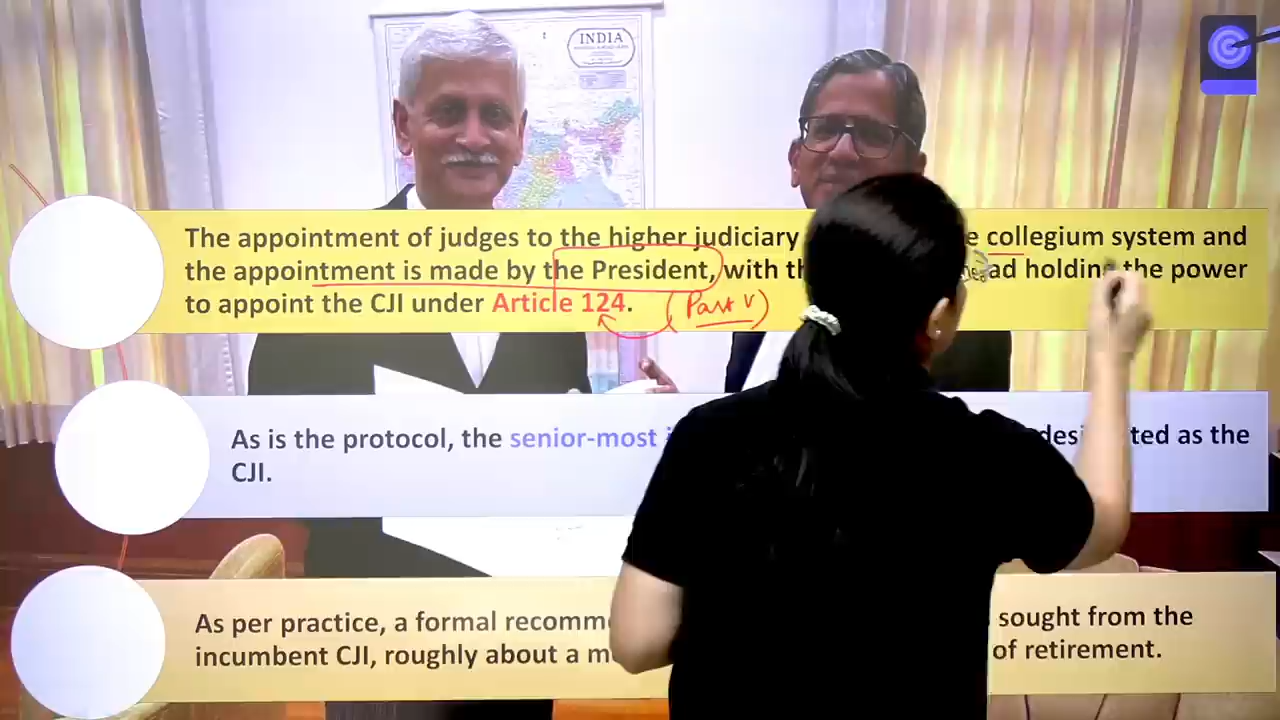 INDIA
The appointment of judges to the higher judiciary e collegium system and
the appointment is made by the President, with th ad holding the power
to appoint the CJI under Article 124. (Part V)
As is the protocol, the senior-most desi ted as the
CJI.
As per practice, a formal recomm sought from the
incumbent CJI, roughly about a m of retirement.